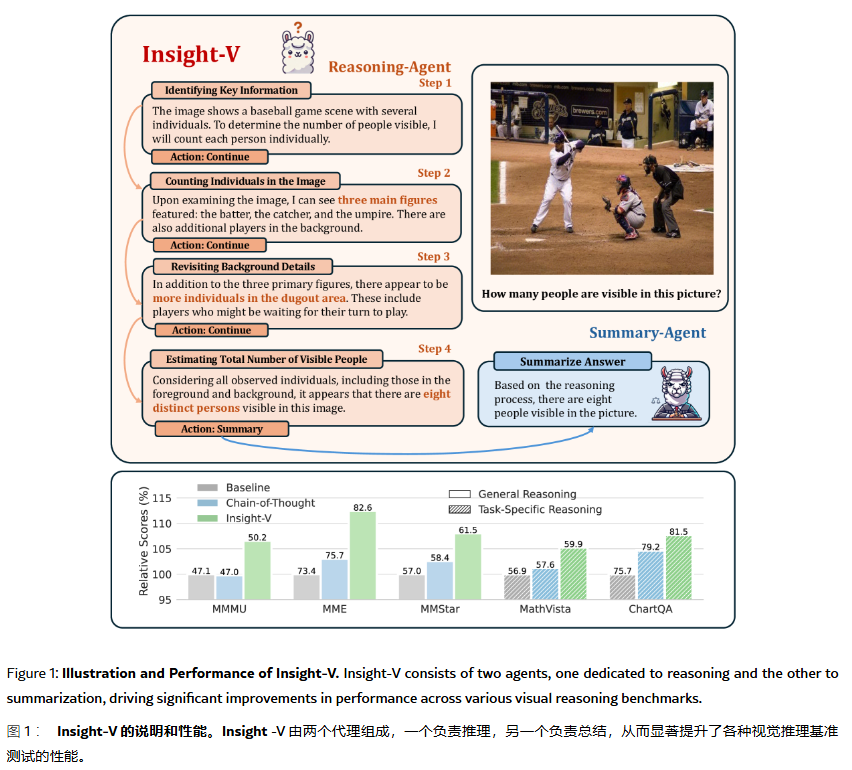 Insight-V
?
Reasoning-Agent
Step 1
Identifying Key Information
The image shows a baseball game scene with several
individuals. To determine the number of people visible, I
will count each person individually.
Action: Continue
Step 2
Counting Individuals in the Image
Upon examining the image, I can see three main figures
featured: the batter, the catcher, and the umpire. There are
also additional players in the background.
Action: Continue
Step 3
Revisiting Background Details
In addition to the three primary figures, there appear to be
more individuals in the dugout area. These include
players who might be waiting for their turn to play.
Action: Continue
Step 4
Estimating Total Number of Visible People
Considering all observed individuals, including those in the
foreground and background, it appears that there are eight
distinct persons visible in this image.
Action: Summary
brewers.com
How many people are visible in this picture?
Summary-Agent
Summarize Answer
Based on the reasoning
process, there are eight
people visible in the picture.
Relative Scores (%)
115
110
105
100
95
Baseline
Chain-of-Thought
Insight-V
General Reasoning
Task-Specific Reasoning
47.1 47.0 50.2
73.4 75.7 82.6
57.0 58.4 61.5
56.9 57.6 59.9
75.7 79.2 81.5
MMMU MME MMStar MathVista ChartQA
Figure 1: Illustration and Performance of Insight-V. Insight-V consists of two agents, one dedicated to reasoning and the other to
summarization, driving significant improvements in performance across various visual reasoning benchmarks.
图 1： Insight-V 的说明和性能。Insight -V 由两个代理组成，一个负责推理，另一个负责总结，从而显著提升了各种视觉推理基准
测试的性能。